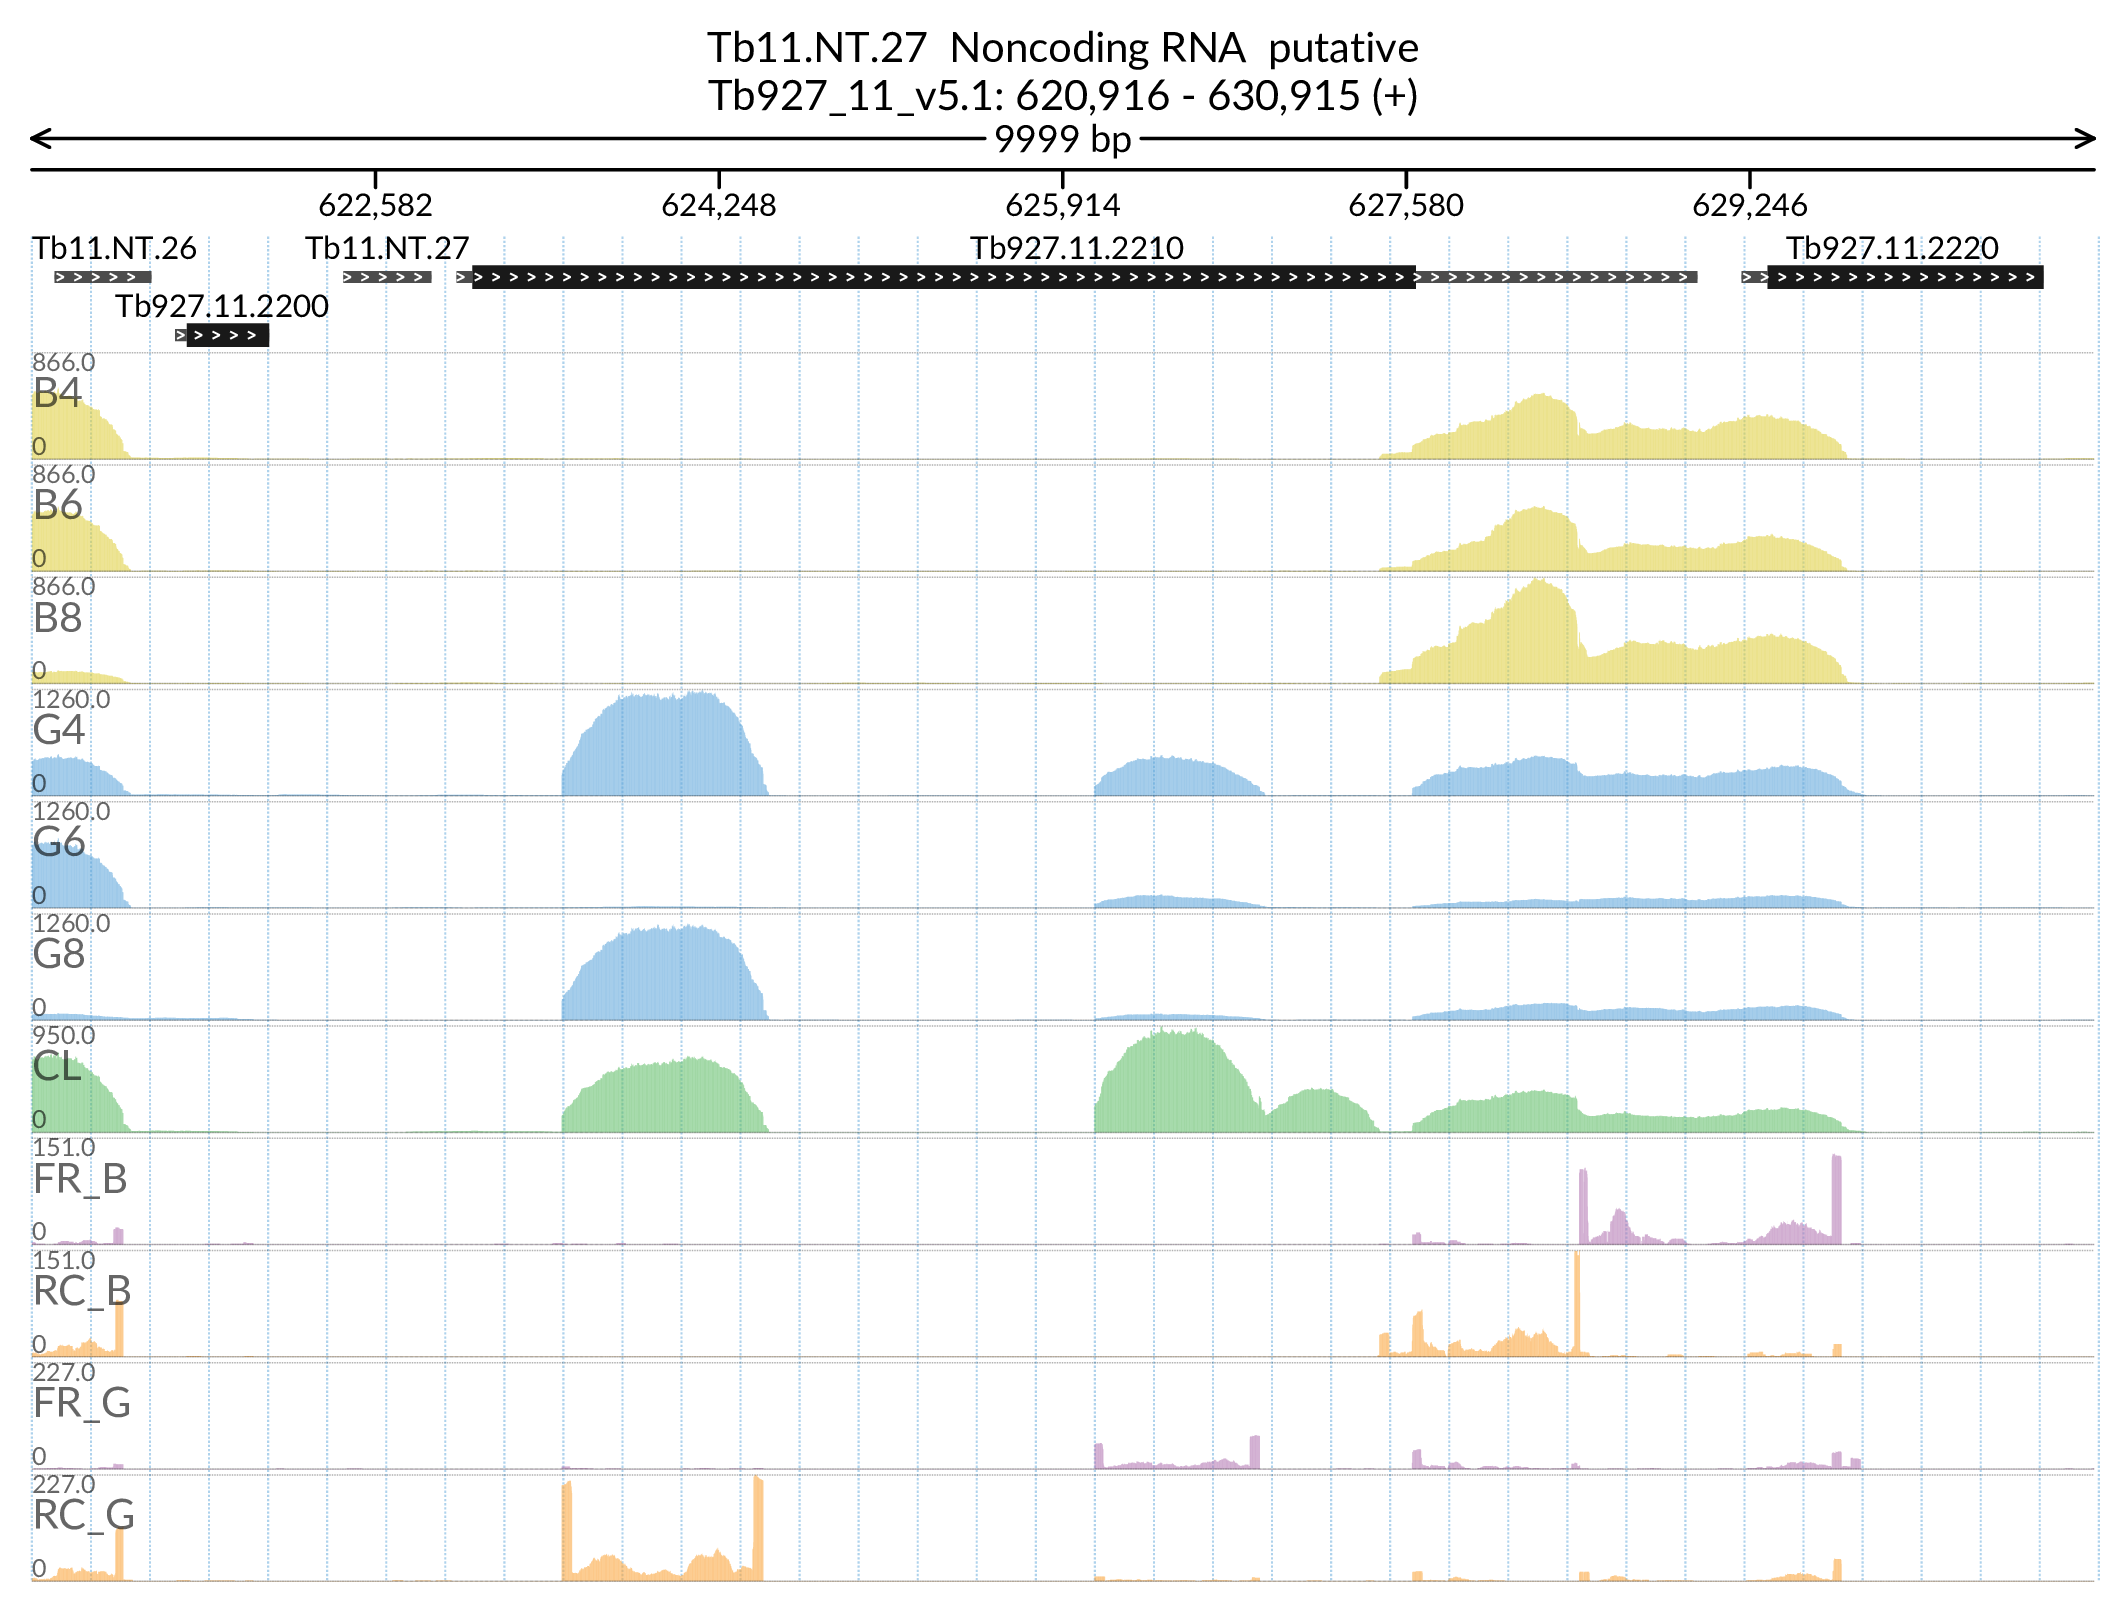 Tb11.NT.27  Noncoding RNA  putative
Tb927_11_v5.1: 620,916 - 630,915 (+)
9999 bp
622,582 624,248 625,914 627,580 629,246
Tb11.NT.26 Tb11.NT.27 Tb927.11.2210 Tb927.11.2220
Tb927.11.2200
866.0
B4
0
866.0
B6
0
866.0
B8
0
1260.0
G4
0
1260.0
G6
0
1260.0
G8
0
950.0
CL
0
151.0
FR_B
0
151.0
RC_B
0
227.0
FR_G
0
227.0
RC_G
0